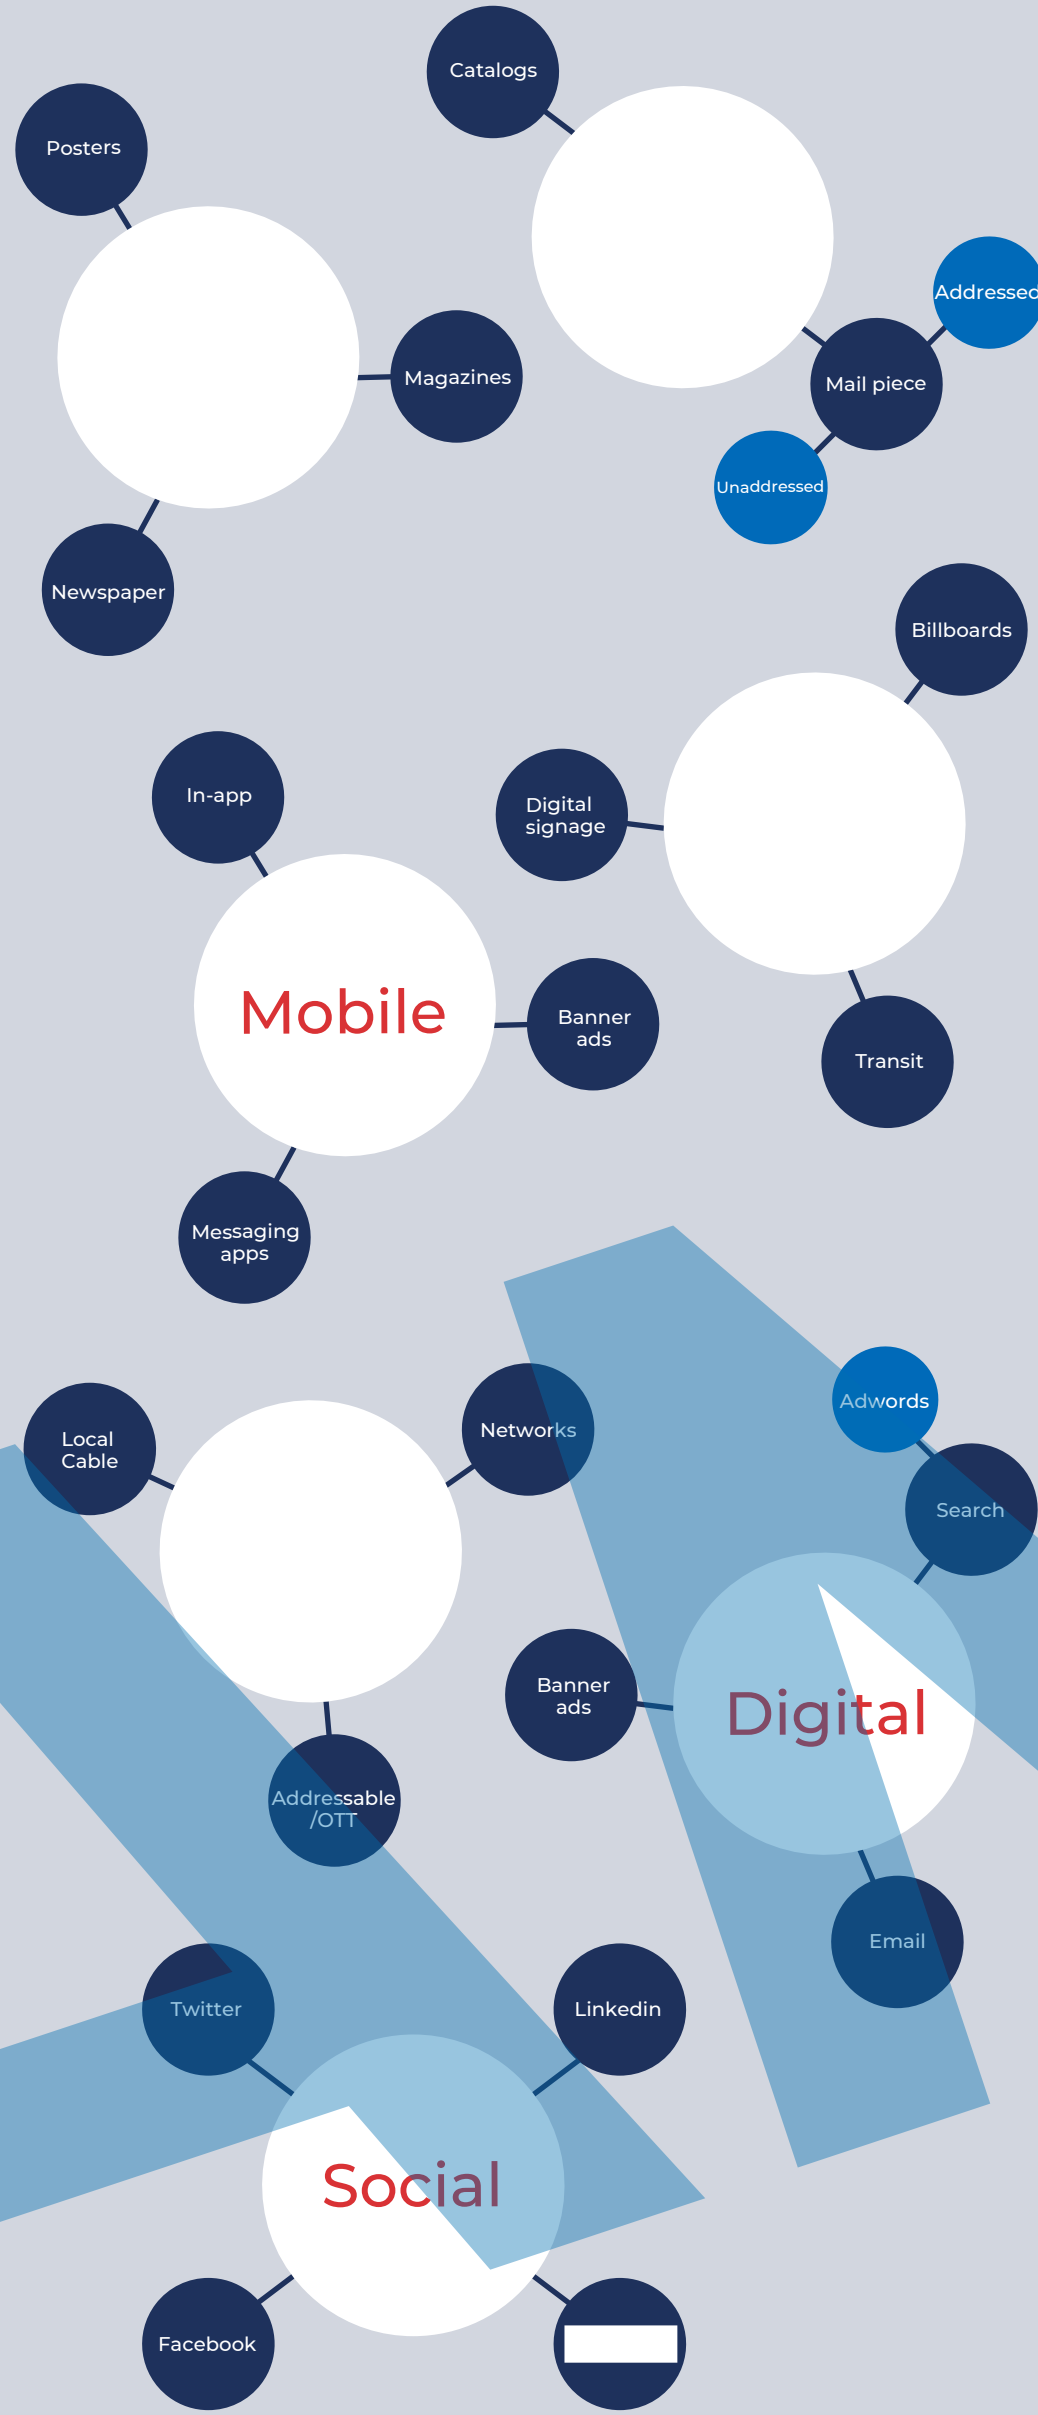 Catalogs
Posters
Addressed
Magazines
Mail piece
Unaddressed
Newspaper
Billboards
In-app
Digital
signage
Mobile
Banner
ads
Transit
Messaging
apps
Adwords
Local
Cable
Networks
Search
Banner
ads
Digital
Addressable
/OTT
Email
Twitter
Linkedin
Social
Facebook